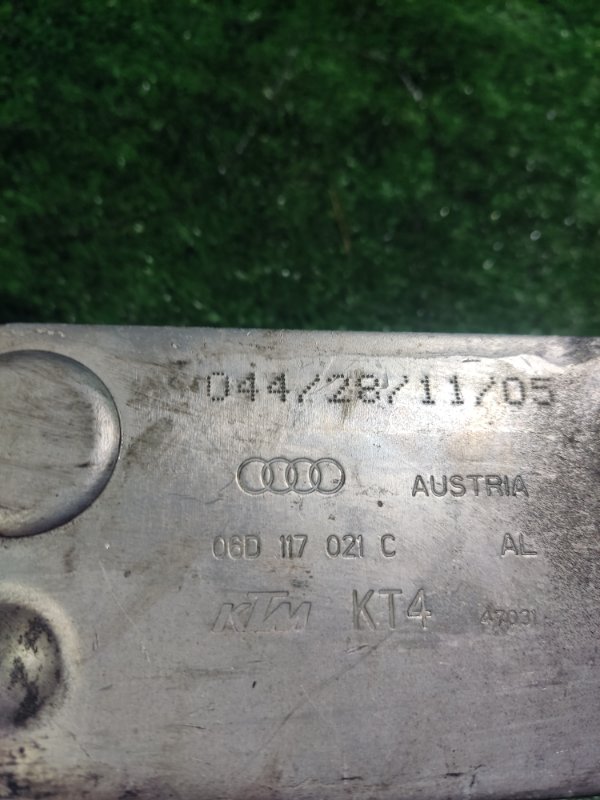 044/28/11/05
AUSTRIA
06D 117 021 C AL
KTM KT4 47031